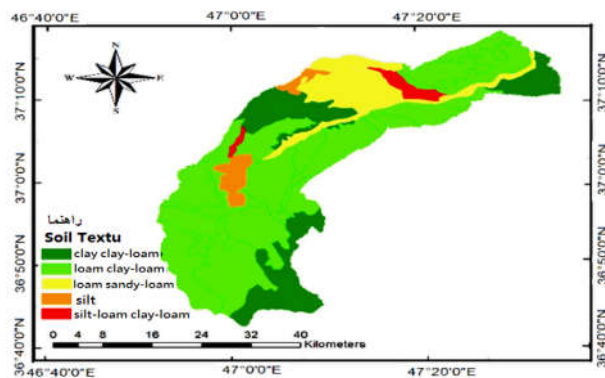 46°40'0"E 47°0'0"E 47°20'0"E
N
W E
S
37°10'0"N 37°10'0"N
37°0'0"N 37°0'0"N
36°50'0"N 36°50'0"N
36°40'0"N 36°40'0"N
راهنما
Soil Textu
clay clay-loam
loam clay-loam
loam sandy-loam
silt
silt-loam clay-loam
0 4 8 16 24 32 40
Kilometers
46°40'0"E 47°0'0"E 47°20'0"E